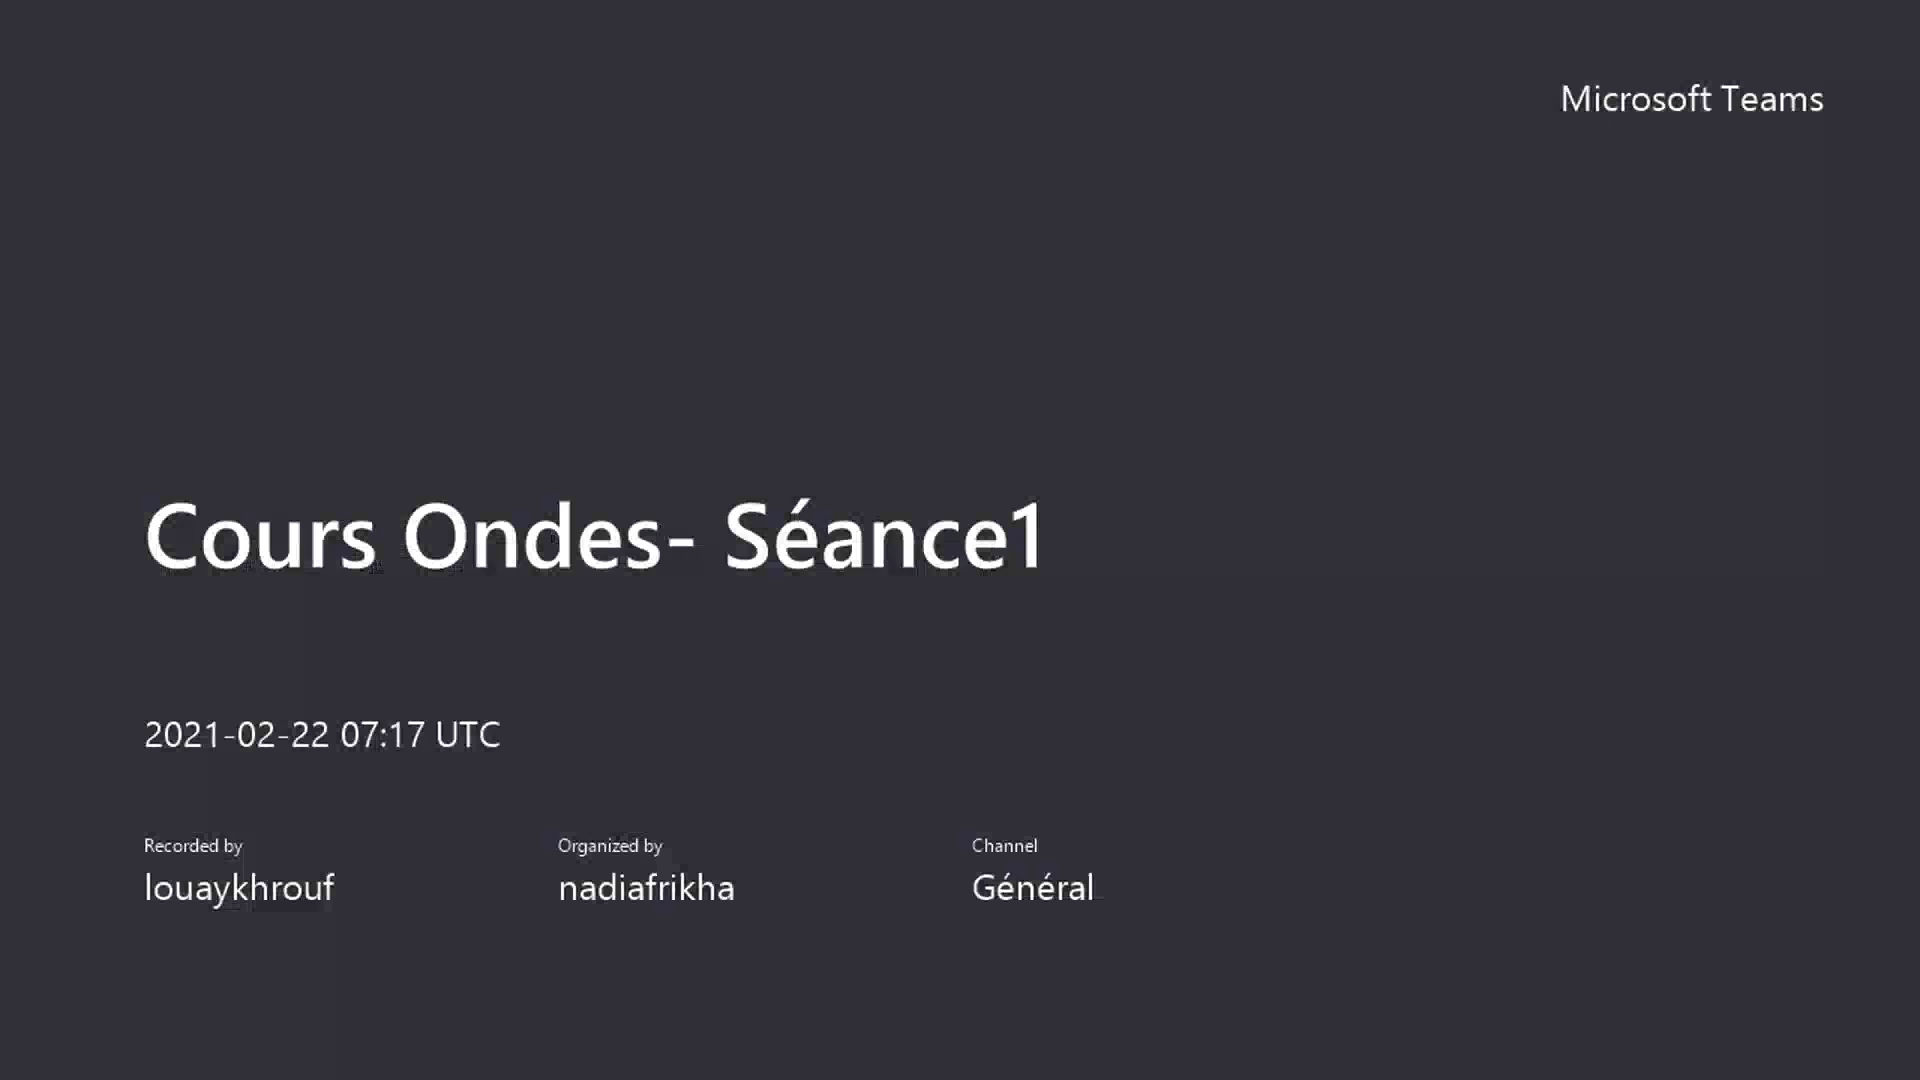 Microsoft Teams
Cours Ondes- Séance1
2021-02-22 07:17 UTC
Recorded by
louaykhrouf
Organized by
nadiafrikha
Channel
Général